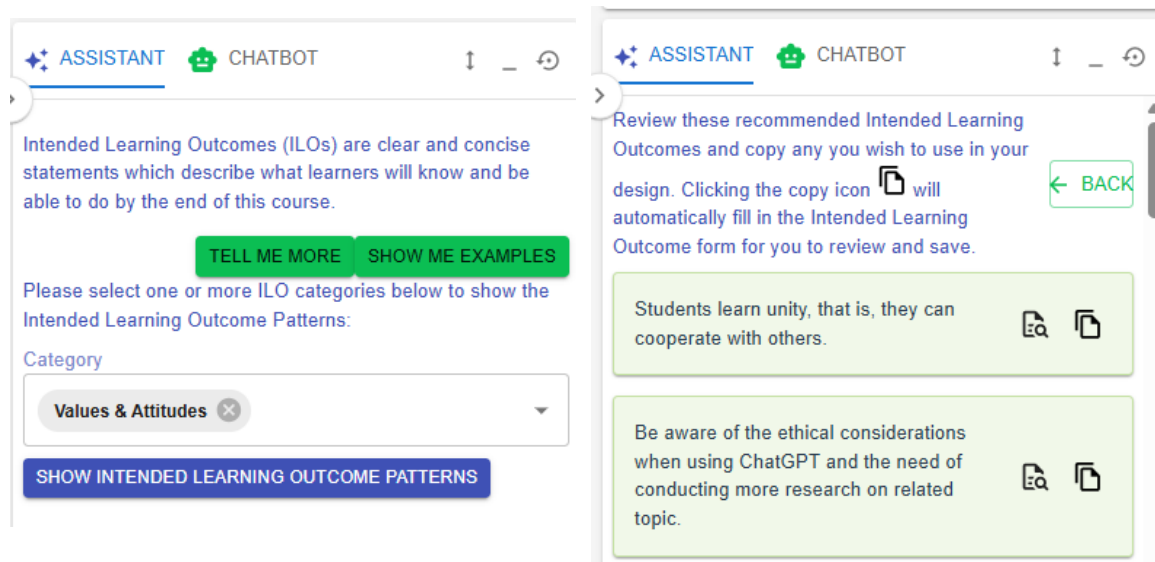 ASSISTANT
CHATBOT
Intended Learning Outcomes (ILOs) are clear and concise
statements which describe what learners will know and be
able to do by the end of this course.
TELL ME MORE
SHOW ME EXAMPLES
Please select one or more ILO categories below to show the
Intended Learning Outcome Patterns:
Category
Values & Attitudes
SHOW INTENDED LEARNING OUTCOME PATTERNS
ASSISTANT
CHATBOT
Review these recommended Intended Learning
Outcomes and copy any you wish to use in your
design. Clicking the copy icon will
automatically fill in the Intended Learning
Outcome form for you to review and save.
BACK
Students learn unity, that is, they can
cooperate with others.
Be aware of the ethical considerations
when using ChatGPT and the need of
conducting more research on related
topic.